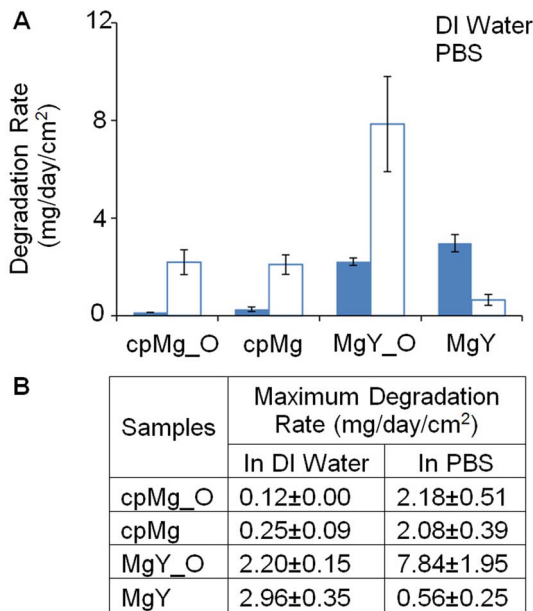 A
12
8
4
0
Degradation Rate
(mg/day/cm²)
DI Water
PBS
cpMg_O cpMg MgY_O MgY
B
Samples
Maximum Degradation
Rate (mg/day/cm²)
In DI Water In PBS
cpMg_O 0.12±0.00 2.18±0.51
cpMg 0.25±0.09 2.08±0.39
MgY_O 2.20±0.15 7.84±1.95
MgY 2.96±0.35 0.56±0.25